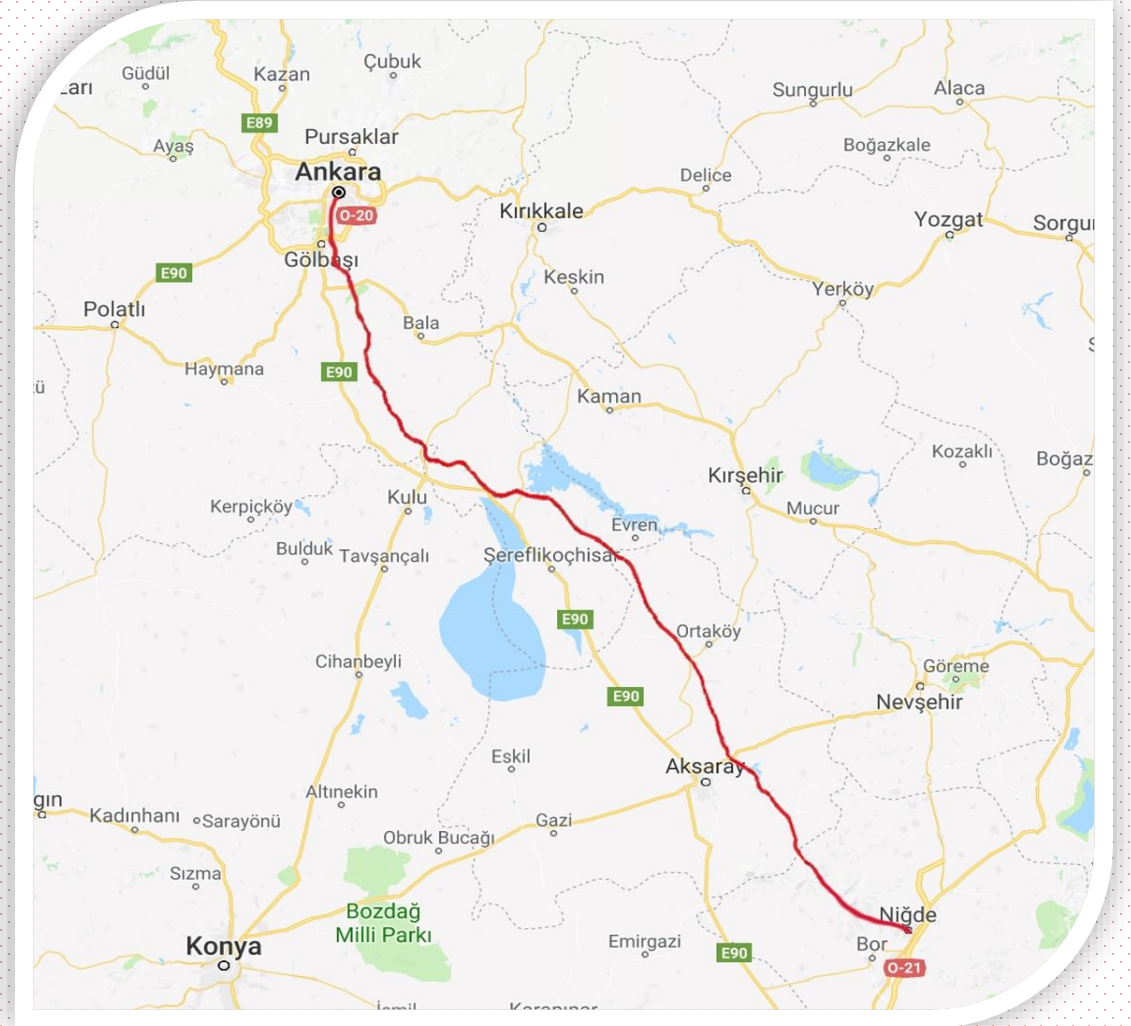 Çubuk
Güdül
Kazan
arı
Sungurlu
Alaca
E89
Pursaklar
Ayaş
Boğazkale
Ankara
Delice
O-20
Kırıkkale
Yozgat
Sorgu
Gölbaşı
E90
Keskin
Yerköy
Polatlı
Bala
Haymana
E90
ü
Kaman
Kozaklı
Boğaz
Kırşehir
Kulu
Kerpiçköy
Mucur
Evren
Bulduk
Tavşançalı
Şereflikoçhisar
E90
Ortaköy
Cihanbeyli
Göreme
E90
Nevşehir
Eskil
Aksaray
Altınekin
gın
Kadınhanı
Sarayönü
Gazi
Obruk Bucağı
Sızma
Bozdağ
Milli Parkı
Niğde
Konya
Emirgazi
Bor
E90
O-21